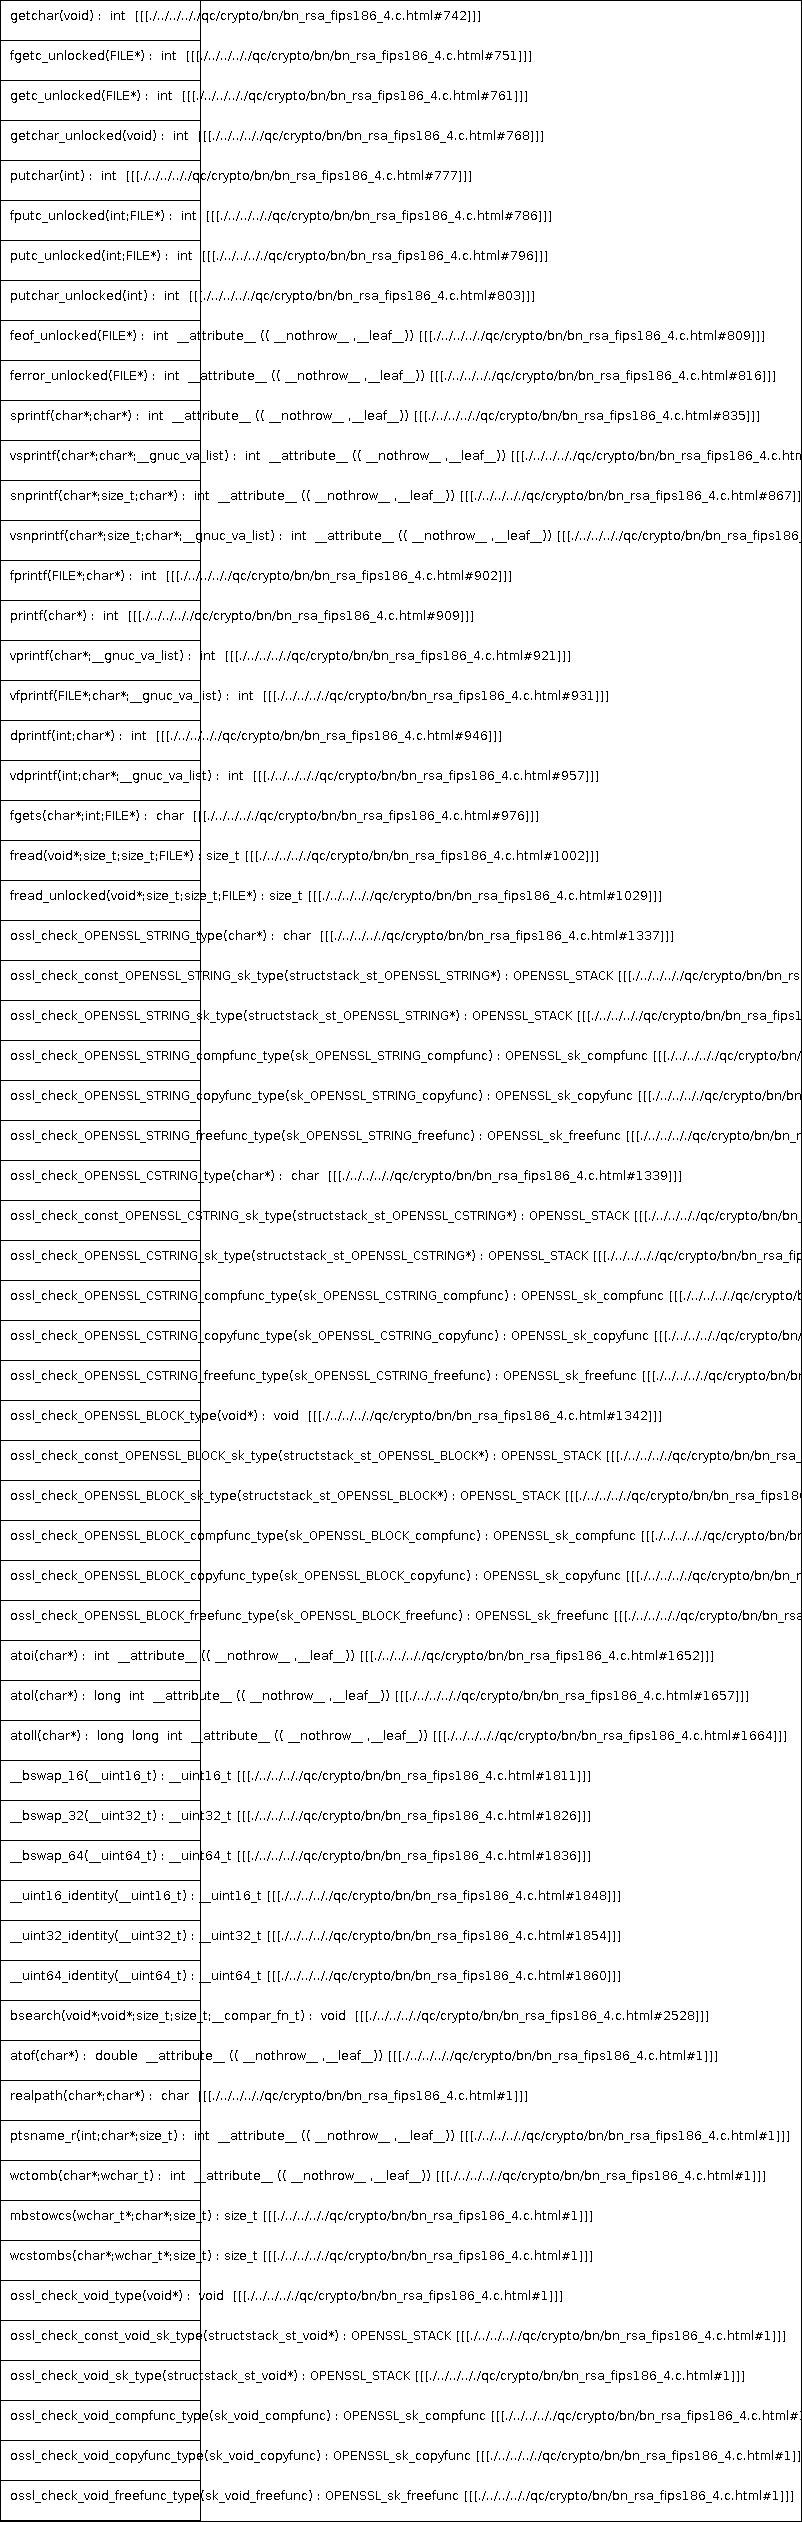 getchar(void) :  int  [[[./../../../../qc/crypto/bn/bn_rsa_fips186_4.c.html#742]]]
fgetc_unlocked(FILE*) :  int  [[[./../../../../qc/crypto/bn/bn_rsa_fips186_4.c.html#751]]]
getc_unlocked(FILE*) :  int  [[[./../../../../qc/crypto/bn/bn_rsa_fips186_4.c.html#761]]]
getchar_unlocked(void) :  int  [[[./../../../../qc/crypto/bn/bn_rsa_fips186_4.c.html#768]]]
putchar(int) :  int  [[[./../../../../qc/crypto/bn/bn_rsa_fips186_4.c.html#777]]]
fputc_unlocked(int;FILE*) :  int  [[[./../../../../qc/crypto/bn/bn_rsa_fips186_4.c.html#786]]]
putc_unlocked(int;FILE*) :  int  [[[./../../../../qc/crypto/bn/bn_rsa_fips186_4.c.html#796]]]
putchar_unlocked(int) :  int  [[[./../../../../qc/crypto/bn/bn_rsa_fips186_4.c.html#803]]]
feof_unlocked(FILE*) :  int  __attribute__ (( __nothrow__ ,__leaf__)) [[[./../../../../qc/crypto/bn/bn_rsa_fips186_4.c.html#809]]]
ferror_unlocked(FILE*) :  int  __attribute__ (( __nothrow__ ,__leaf__)) [[[./../../../../qc/crypto/bn/bn_rsa_fips186_4.c.html#816]]]
sprintf(char*;char*) :  int  __attribute__ (( __nothrow__ ,__leaf__)) [[[./../../../../qc/crypto/bn/bn_rsa_fips186_4.c.html#835]]]
vsprintf(char*;char*;__gnuc_va_list) :  int  __attribute__ (( __nothrow__ ,__leaf__)) [[[./../../../../qc/crypto/bn/bn_rsa_fips186_4.c.htm
snprintf(char*;size_t;char*) :  int  __attribute__ (( __nothrow__ ,__leaf__)) [[[./../../../../qc/crypto/bn/bn_rsa_fips186_4.c.html#867]]
vsnprintf(char*;size_t;char*;__gnuc_va_list) :  int  __attribute__ (( __nothrow__ ,__leaf__)) [[[./../../../../qc/crypto/bn/bn_rsa_fips186_
fprintf(FILE*;char*) :  int  [[[./../../../../qc/crypto/bn/bn_rsa_fips186_4.c.html#902]]]
printf(char*) :  int  [[[./../../../../qc/crypto/bn/bn_rsa_fips186_4.c.html#909]]]
vprintf(char*;__gnuc_va_list) :  int  [[[./../../../../qc/crypto/bn/bn_rsa_fips186_4.c.html#921]]]
vfprintf(FILE*;char*;__gnuc_va_list) :  int  [[[./../../../../qc/crypto/bn/bn_rsa_fips186_4.c.html#931]]]
dprintf(int;char*) :  int  [[[./../../../../qc/crypto/bn/bn_rsa_fips186_4.c.html#946]]]
vdprintf(int;char*;__gnuc_va_list) :  int  [[[./../../../../qc/crypto/bn/bn_rsa_fips186_4.c.html#957]]]
fgets(char*;int;FILE*) :  char  [[[./../../../../qc/crypto/bn/bn_rsa_fips186_4.c.html#976]]]
fread(void*;size_t;size_t;FILE*) : size_t [[[./../../../../qc/crypto/bn/bn_rsa_fips186_4.c.html#1002]]]
fread_unlocked(void*;size_t;size_t;FILE*) : size_t [[[./../../../../qc/crypto/bn/bn_rsa_fips186_4.c.html#1029]]]
ossl_check_OPENSSL_STRING_type(char*) :  char  [[[./../../../../qc/crypto/bn/bn_rsa_fips186_4.c.html#1337]]]
ossl_check_const_OPENSSL_STRING_sk_type(structstack_st_OPENSSL_STRING*) : OPENSSL_STACK [[[./../../../../qc/crypto/bn/bn_rs
ossl_check_OPENSSL_STRING_sk_type(structstack_st_OPENSSL_STRING*) : OPENSSL_STACK [[[./../../../../qc/crypto/bn/bn_rsa_fips1
ossl_check_OPENSSL_STRING_compfunc_type(sk_OPENSSL_STRING_compfunc) : OPENSSL_sk_compfunc [[[./../../../../qc/crypto/bn/
ossl_check_OPENSSL_STRING_copyfunc_type(sk_OPENSSL_STRING_copyfunc) : OPENSSL_sk_copyfunc [[[./../../../../qc/crypto/bn/bn
ossl_check_OPENSSL_STRING_freefunc_type(sk_OPENSSL_STRING_freefunc) : OPENSSL_sk_freefunc [[[./../../../../qc/crypto/bn/bn_r
ossl_check_OPENSSL_CSTRING_type(char*) :  char  [[[./../../../../qc/crypto/bn/bn_rsa_fips186_4.c.html#1339]]]
ossl_check_const_OPENSSL_CSTRING_sk_type(structstack_st_OPENSSL_CSTRING*) : OPENSSL_STACK [[[./../../../../qc/crypto/bn/bn_
ossl_check_OPENSSL_CSTRING_sk_type(structstack_st_OPENSSL_CSTRING*) : OPENSSL_STACK [[[./../../../../qc/crypto/bn/bn_rsa_fip
ossl_check_OPENSSL_CSTRING_compfunc_type(sk_OPENSSL_CSTRING_compfunc) : OPENSSL_sk_compfunc [[[./../../../../qc/crypto/b
ossl_check_OPENSSL_CSTRING_copyfunc_type(sk_OPENSSL_CSTRING_copyfunc) : OPENSSL_sk_copyfunc [[[./../../../../qc/crypto/bn/
ossl_check_OPENSSL_CSTRING_freefunc_type(sk_OPENSSL_CSTRING_freefunc) : OPENSSL_sk_freefunc [[[./../../../../qc/crypto/bn/bn
ossl_check_OPENSSL_BLOCK_type(void*) :  void  [[[./../../../../qc/crypto/bn/bn_rsa_fips186_4.c.html#1342]]]
ossl_check_const_OPENSSL_BLOCK_sk_type(structstack_st_OPENSSL_BLOCK*) : OPENSSL_STACK [[[./../../../../qc/crypto/bn/bn_rsa_
ossl_check_OPENSSL_BLOCK_sk_type(structstack_st_OPENSSL_BLOCK*) : OPENSSL_STACK [[[./../../../../qc/crypto/bn/bn_rsa_fips18
ossl_check_OPENSSL_BLOCK_compfunc_type(sk_OPENSSL_BLOCK_compfunc) : OPENSSL_sk_compfunc [[[./../../../../qc/crypto/bn/bn
ossl_check_OPENSSL_BLOCK_copyfunc_type(sk_OPENSSL_BLOCK_copyfunc) : OPENSSL_sk_copyfunc [[[./../../../../qc/crypto/bn/bn_r
ossl_check_OPENSSL_BLOCK_freefunc_type(sk_OPENSSL_BLOCK_freefunc) : OPENSSL_sk_freefunc [[[./../../../../qc/crypto/bn/bn_rsa
atoi(char*) :  int  __attribute__ (( __nothrow__ ,__leaf__)) [[[./../../../../qc/crypto/bn/bn_rsa_fips186_4.c.html#1652]]]
atol(char*) :  long  int  __attribute__ (( __nothrow__ ,__leaf__)) [[[./../../../../qc/crypto/bn/bn_rsa_fips186_4.c.html#1657]]]
atoll(char*) :  long  long  int  __attribute__ (( __nothrow__ ,__leaf__)) [[[./../../../../qc/crypto/bn/bn_rsa_fips186_4.c.html#1664]]]
__bswap_16(__uint16_t) : __uint16_t [[[./../../../../qc/crypto/bn/bn_rsa_fips186_4.c.html#1811]]]
__bswap_32(__uint32_t) : __uint32_t [[[./../../../../qc/crypto/bn/bn_rsa_fips186_4.c.html#1826]]]
__bswap_64(__uint64_t) : __uint64_t [[[./../../../../qc/crypto/bn/bn_rsa_fips186_4.c.html#1836]]]
__uint16_identity(__uint16_t) : __uint16_t [[[./../../../../qc/crypto/bn/bn_rsa_fips186_4.c.html#1848]]]
__uint32_identity(__uint32_t) : __uint32_t [[[./../../../../qc/crypto/bn/bn_rsa_fips186_4.c.html#1854]]]
__uint64_identity(__uint64_t) : __uint64_t [[[./../../../../qc/crypto/bn/bn_rsa_fips186_4.c.html#1860]]]
bsearch(void*;void*;size_t;size_t;__compar_fn_t) :  void  [[[./../../../../qc/crypto/bn/bn_rsa_fips186_4.c.html#2528]]]
atof(char*) :  double  __attribute__ (( __nothrow__ ,__leaf__)) [[[./../../../../qc/crypto/bn/bn_rsa_fips186_4.c.html#1]]]
realpath(char*;char*) :  char  [[[./../../../../qc/crypto/bn/bn_rsa_fips186_4.c.html#1]]]
ptsname_r(int;char*;size_t) :  int  __attribute__ (( __nothrow__ ,__leaf__)) [[[./../../../../qc/crypto/bn/bn_rsa_fips186_4.c.html#1]]]
wctomb(char*;wchar_t) :  int  __attribute__ (( __nothrow__ ,__leaf__)) [[[./../../../../qc/crypto/bn/bn_rsa_fips186_4.c.html#1]]]
mbstowcs(wchar_t*;char*;size_t) : size_t [[[./../../../../qc/crypto/bn/bn_rsa_fips186_4.c.html#1]]]
wcstombs(char*;wchar_t*;size_t) : size_t [[[./../../../../qc/crypto/bn/bn_rsa_fips186_4.c.html#1]]]
ossl_check_void_type(void*) :  void  [[[./../../../../qc/crypto/bn/bn_rsa_fips186_4.c.html#1]]]
ossl_check_const_void_sk_type(structstack_st_void*) : OPENSSL_STACK [[[./../../../../qc/crypto/bn/bn_rsa_fips186_4.c.html#1]]]
ossl_check_void_sk_type(structstack_st_void*) : OPENSSL_STACK [[[./../../../../qc/crypto/bn/bn_rsa_fips186_4.c.html#1]]]
ossl_check_void_compfunc_type(sk_void_compfunc) : OPENSSL_sk_compfunc [[[./../../../../qc/crypto/bn/bn_rsa_fips186_4.c.html#1
ossl_check_void_copyfunc_type(sk_void_copyfunc) : OPENSSL_sk_copyfunc [[[./../../../../qc/crypto/bn/bn_rsa_fips186_4.c.html#1]]]
ossl_check_void_freefunc_type(sk_void_freefunc) : OPENSSL_sk_freefunc [[[./../../../../qc/crypto/bn/bn_rsa_fips186_4.c.html#1]]]